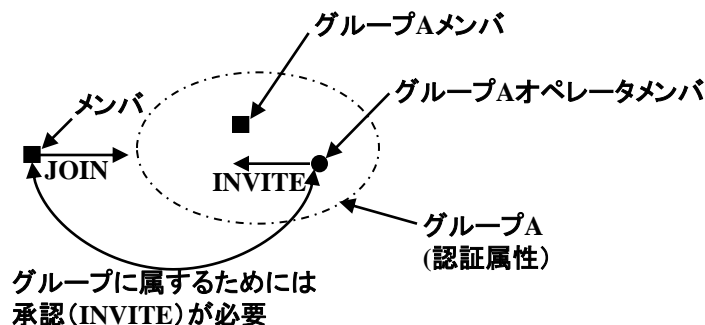 グループAメンバ
グループAオペレータメンバ
メンバ
JOIN
INVITE
グループA
(認証属性)
グループに属するためには
承認(INVITE)が必要